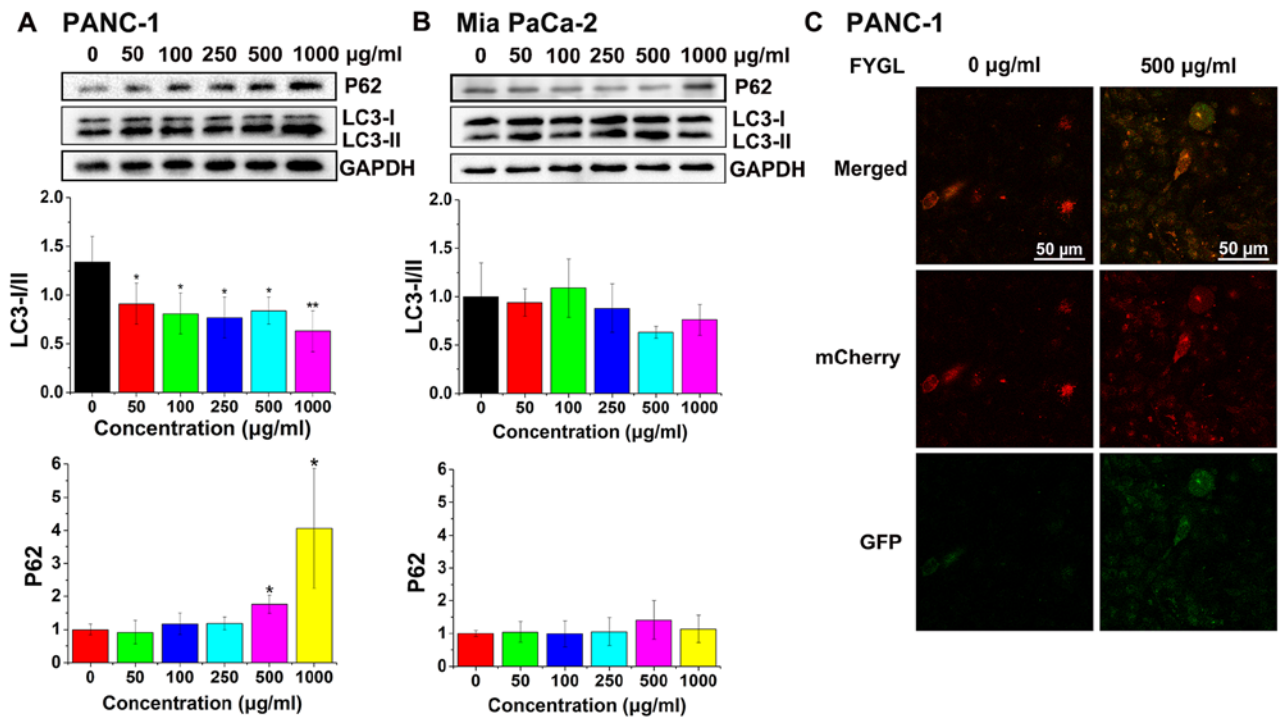 A PANC-1
0 50 100 250 500 1000 µg/ml
P62
LC3-I
LC3-II
GAPDH
LC3-I/II
2.0
1.5
1.0
0.5
0.0
* * * * **
0 50 100 250 500 1000
Concentration (µg/ml)
P62
6
5
4
3
2
1
0
* *
0 50 100 250 500 1000
Concentration (µg/ml)
B Mia PaCa-2
0 50 100 250 500 1000 µg/ml
P62
LC3-I
LC3-II
GAPDH
LC3-I/II
2.0
1.5
1.0
0.5
0.0
0 50 100 250 500 1000
Concentration (µg/ml)
P62
6
5
4
3
2
1
0
0 50 100 250 500 1000
Concentration (µg/ml)
C PANC-1
FYGL 0 µg/ml 500 µg/ml
Merged
50 µm 50 µm
mCherry
GFP